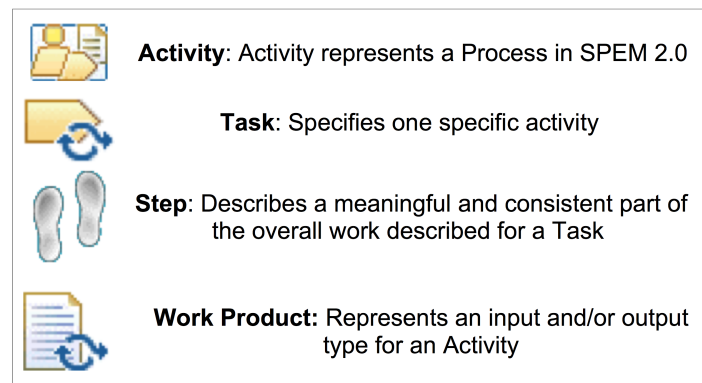 Activity: Activity represents a Process in SPEM 2.0
Task: Specifies one specific activity
Step: Describes a meaningful and consistent part of
the overall work described for a Task
Work Product: Represents an input and/or output
type for an Activity